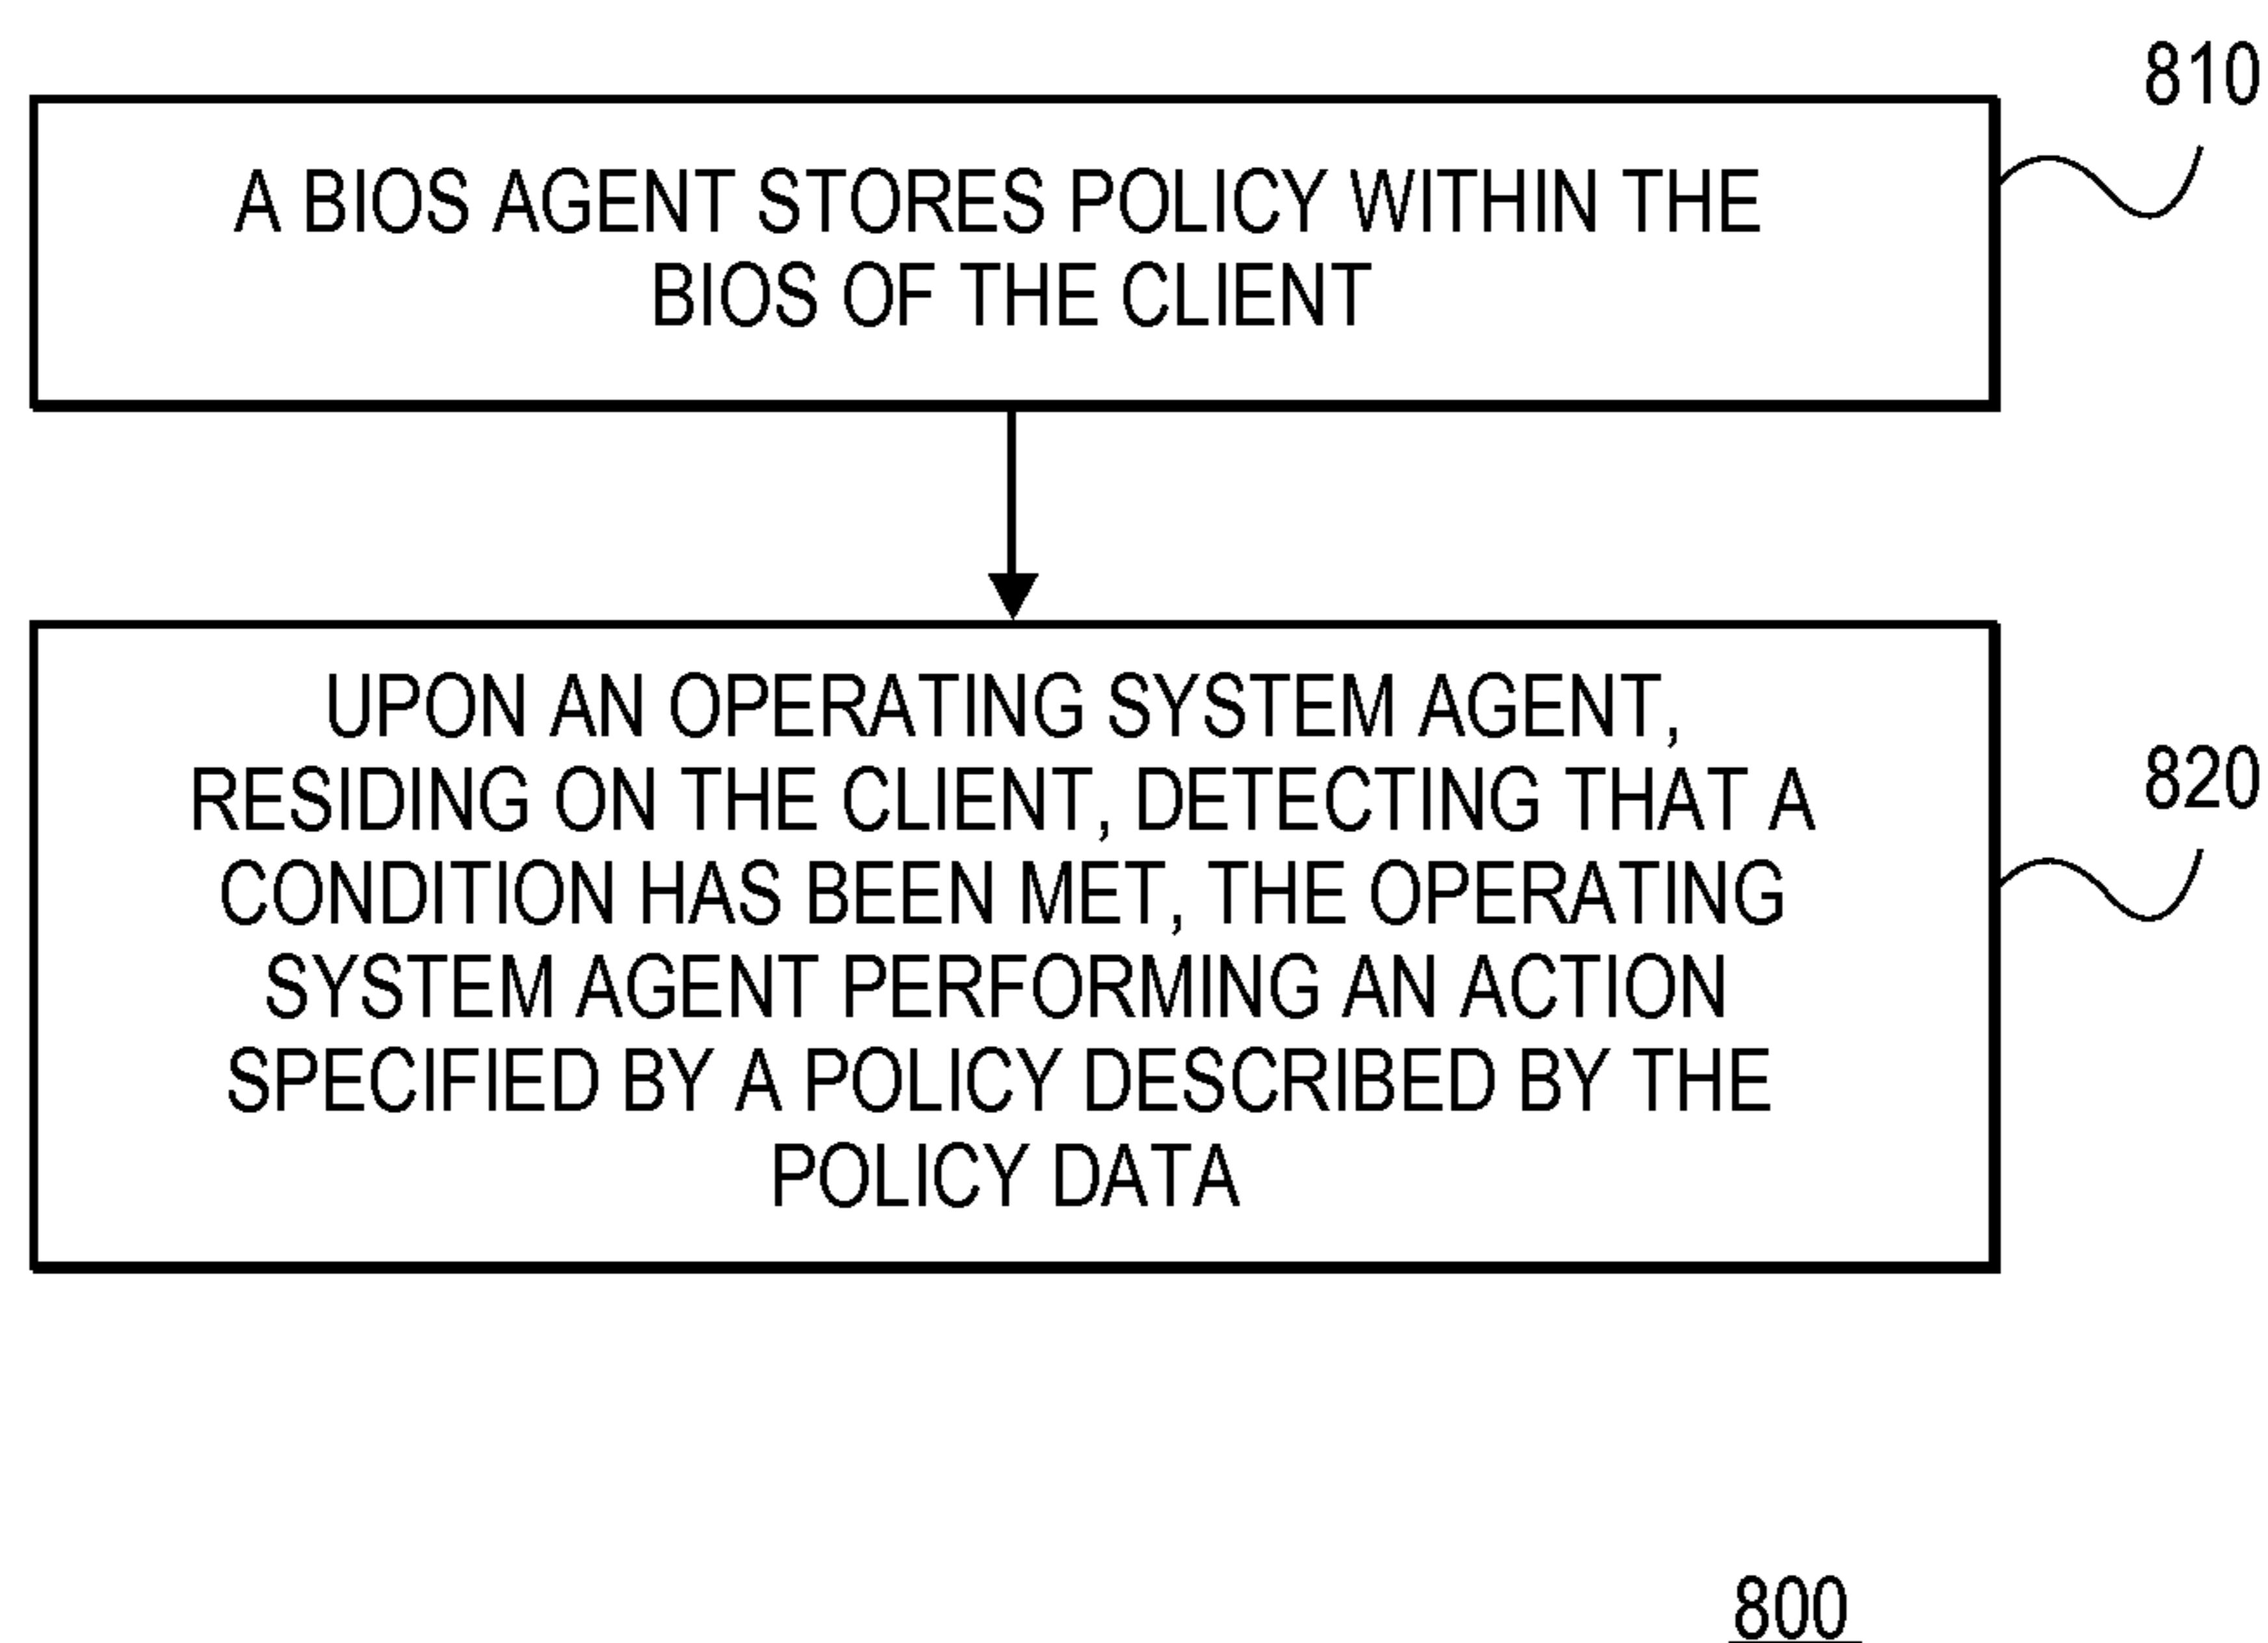 810
A BIOS AGENT STORES POLICY WITHIN THE
BIOS OF THE CLIENT
UPON AN OPERATING SYSTEM AGENT,
RESIDING ON THE CLIENT, DETECTING THAT A
CONDITION HAS BEEN MET, THE OPERATING
SYSTEM AGENT PERFORMING AN ACTION
SPECIFIED BY A POLICY DESCRIBED BY THE
POLICY DATA
820
800